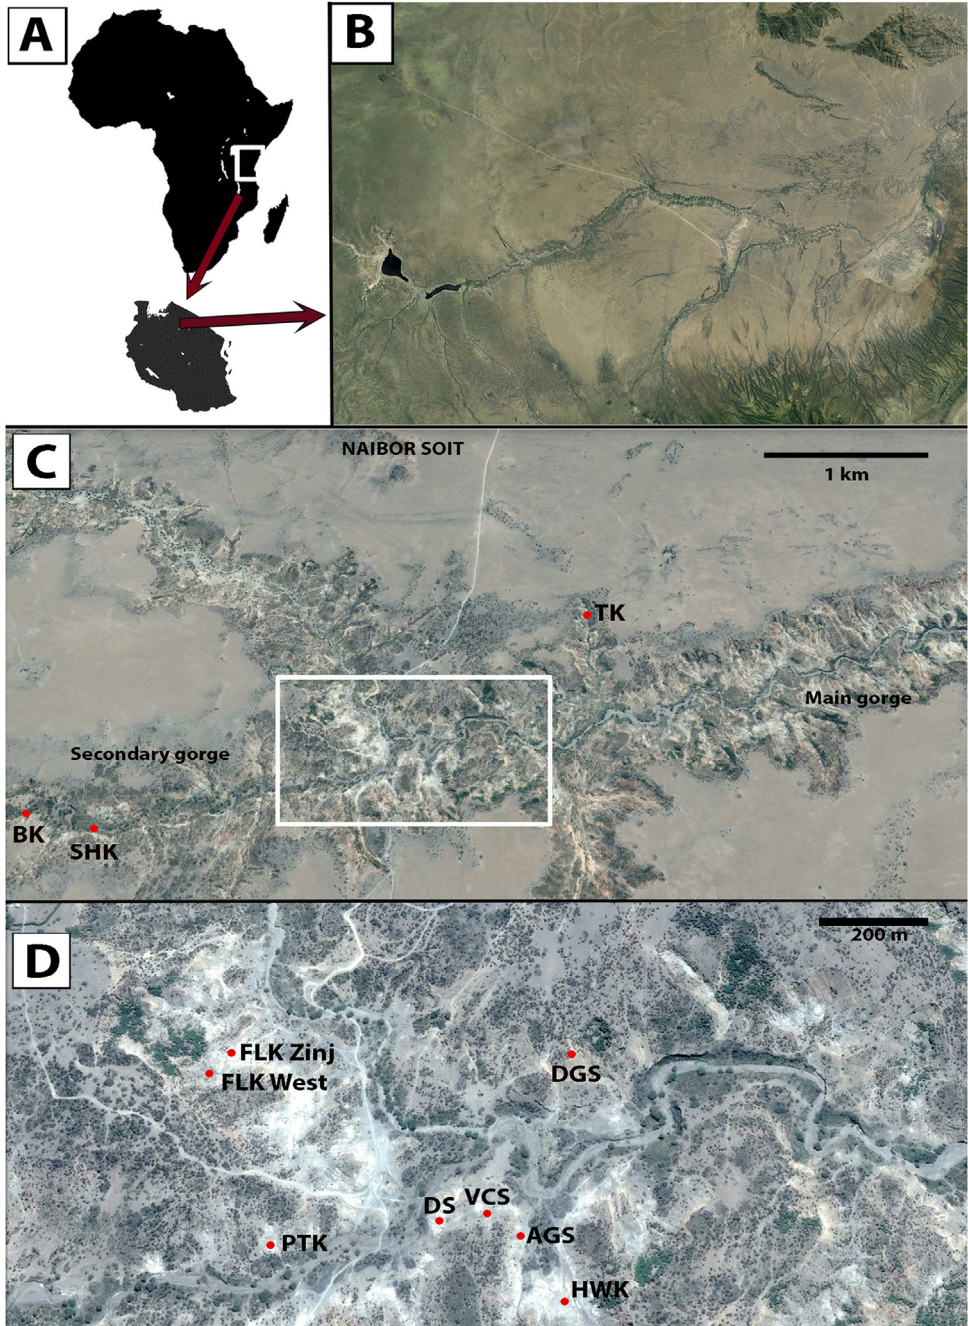 A
B
C
NAIBOR SOIT
1 km
TK
Main gorge
Secondary gorge
BK
SHK
D
200 m
FLK Zinj
FLK West
DGS
VCS
DS
AGS
PTK
HWK